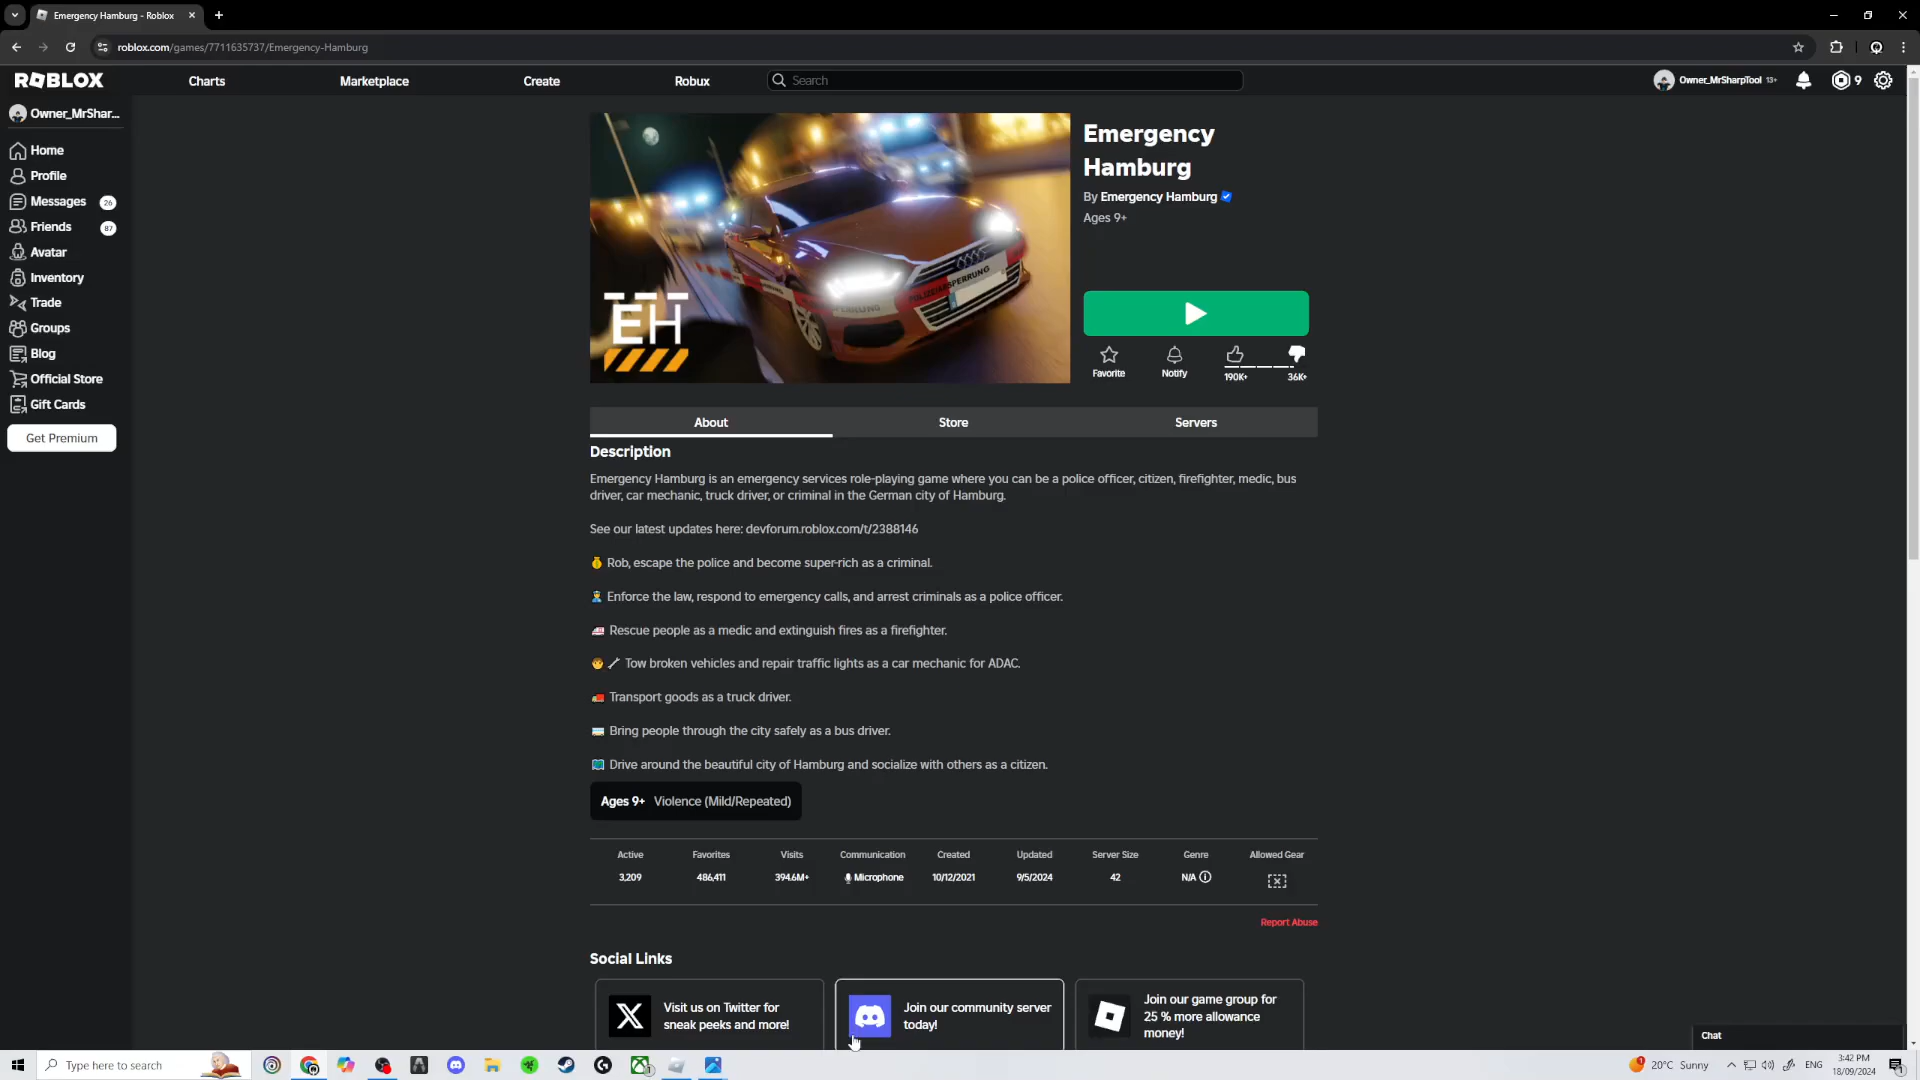 Emergency Hamburg - Roblox
roblox.com/games/7711635737/Emergency-Hamburg
ROBLOX
Charts
Marketplace
Create
Robux
Search
Owner_MrSharpTool 13+
9
Owner_MrShar...
Home
Profile
Messages 26
Friends 87
Avatar
Inventory
Trade
Groups
Blog
Official Store
Gift Cards
Get Premium
POLIZEIABSPERRUNG
EH
Emergency
Hamburg
By Emergency Hamburg
Ages 9+
Favorite
Notify
190K+
36K+
About
Store
Servers
Description
Emergency Hamburg is an emergency services role-playing game where you can be a police officer, citizen, firefighter, medic, bus
driver, car mechanic, truck driver, or criminal in the German city of Hamburg.
See our latest updates here: devforum.roblox.com/t/2388146
💰 Rob, escape the police and become super-rich as a criminal.
👮 Enforce the law, respond to emergency calls, and arrest criminals as a police officer.
🚑 Rescue people as a medic and extinguish fires as a firefighter.
🧑‍🔧 Tow broken vehicles and repair traffic lights as a car mechanic for ADAC.
🚚 Transport goods as a truck driver.
🚌 Bring people through the city safely as a bus driver.
🗺️ Drive around the beautiful city of Hamburg and socialize with others as a citizen.
Ages 9+ Violence (Mild/Repeated)
Active Favorites Visits Communication Created Updated Server Size Genre Allowed Gear
3,209 486,411 394.6M+ Microphone 10/12/2021 9/5/2024 42 N/A
Report Abuse
Social Links
Visit us on Twitter for
sneak peeks and more!
Join our community server
today!
Join our game group for
25 % more allowance
money!
Chat
Type here to search
20°C Sunny
ENG
3:42 PM
18/09/2024